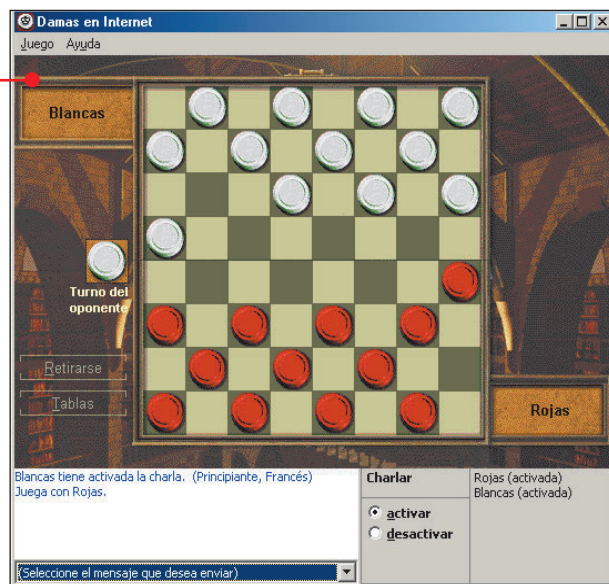 Damas en Internet
Juego Ayuda
Blancas
Turno del
oponente
Retirarse
Tablas
Rojas
Blancas tiene activada la charla. (Principiante, Francés)
Juega con Rojas.
Charlar
activar
desactivar
Rojas (activada)
Blancas (activada)
(Seleccione el mensaje que desea enviar)